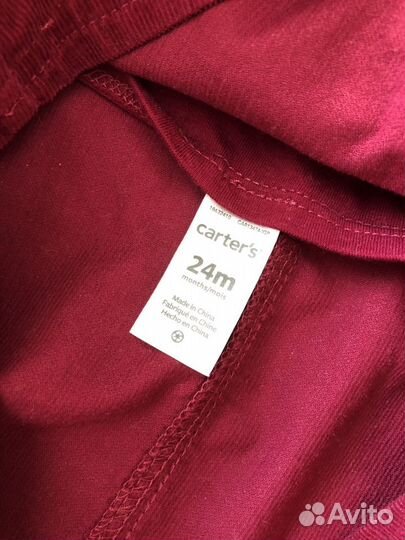 carter's
24m
months/mois
Made in China
Fabriqué en Chine
Hecho en China
Avito